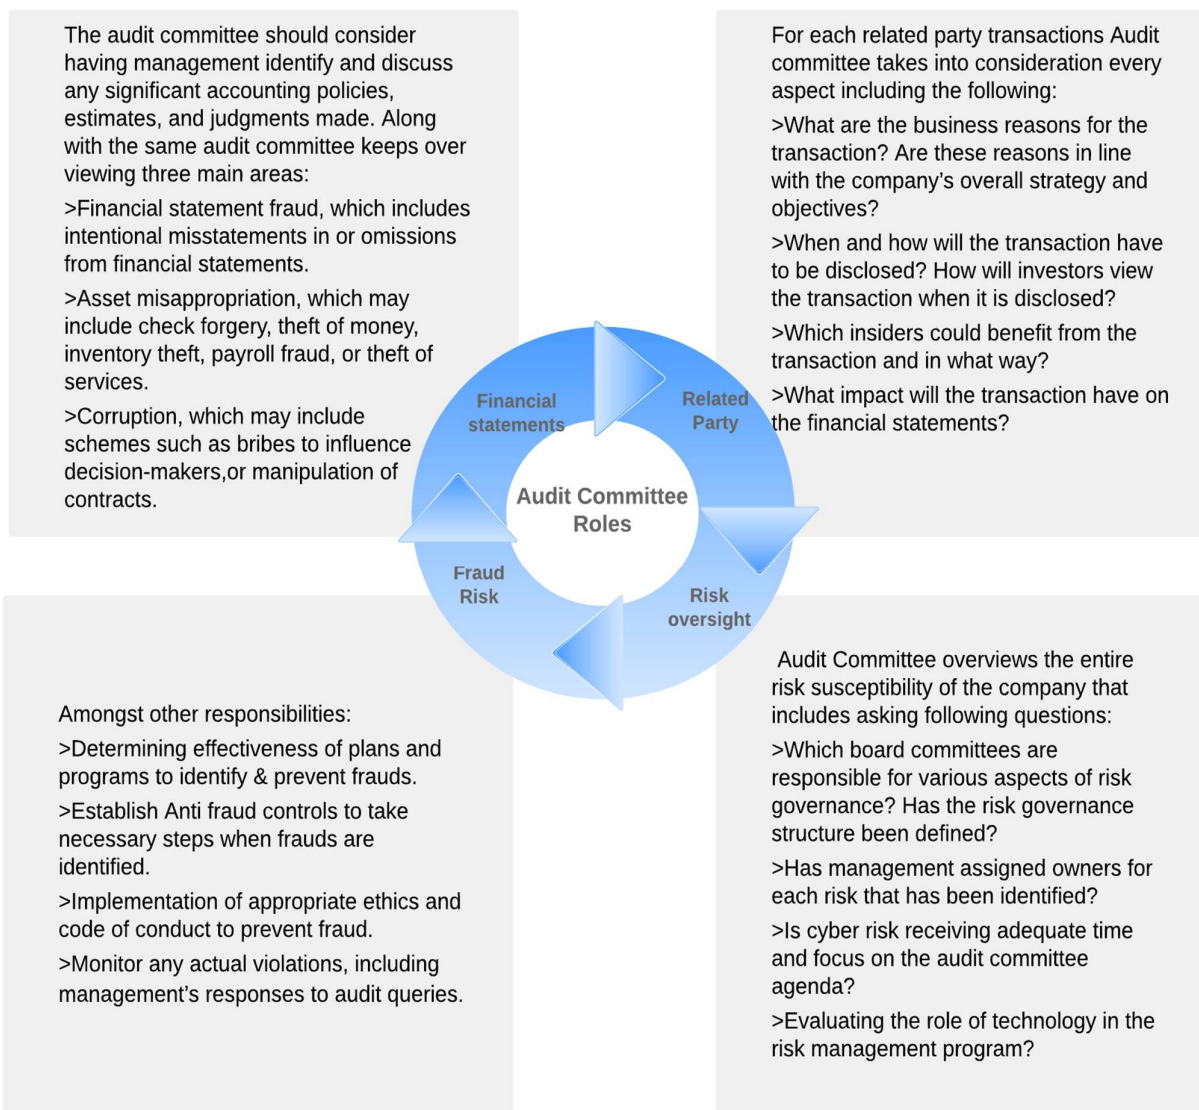 The audit committee should consider
having management identify and discuss
any significant accounting policies,
estimates, and judgments made. Along
with the same audit committee keeps over
viewing three main areas:
>Financial statement fraud, which includes
intentional misstatements in or omissions
from financial statements.
>Asset misappropriation, which may
include check forgery, theft of money,
inventory theft, payroll fraud, or theft of
services.
>Corruption, which may include
schemes such as bribes to influence
decision-makers,or manipulation of
contracts.
For each related party transactions Audit
committee takes into consideration every
aspect including the following:
>What are the business reasons for the
transaction? Are these reasons in line
with the company’s overall strategy and
objectives?
>When and how will the transaction have
to be disclosed? How will investors view
the transaction when it is disclosed?
>Which insiders could benefit from the
transaction and in what way?
>What impact will the transaction have on
the financial statements?
Financial
statements
Related
Party
Audit Committee
Roles
Fraud
Risk
Risk
oversight
Amongst other responsibilities:
>Determining effectiveness of plans and
programs to identify & prevent frauds.
>Establish Anti fraud controls to take
necessary steps when frauds are
identified.
>Implementation of appropriate ethics and
code of conduct to prevent fraud.
>Monitor any actual violations, including
management’s responses to audit queries.
Audit Committee overviews the entire
risk susceptibility of the company that
includes asking following questions:
>Which board committees are
responsible for various aspects of risk
governance? Has the risk governance
structure been defined?
>Has management assigned owners for
each risk that has been identified?
>Is cyber risk receiving adequate time
and focus on the audit committee
agenda?
>Evaluating the role of technology in the
risk management program?